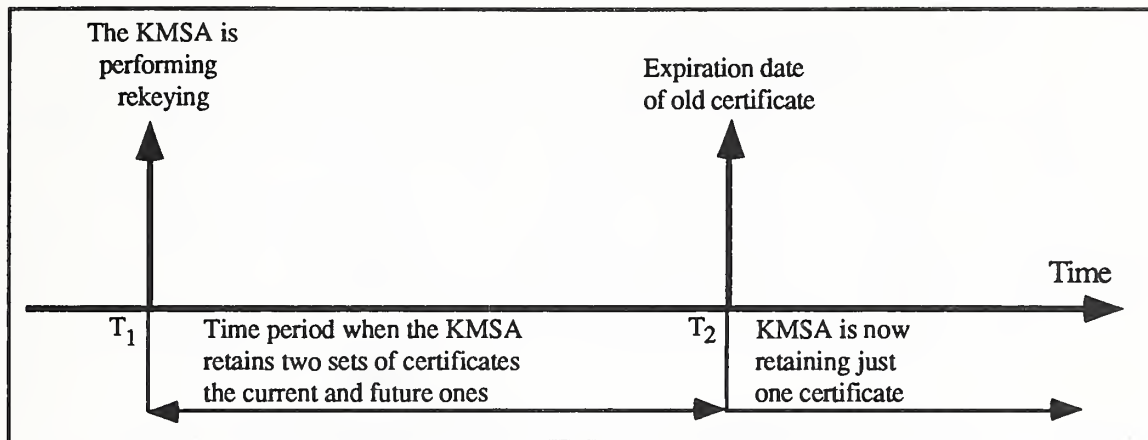 The KMSA is
performing
rekeying
Expiration date
of old certificate
Time
T₁
Time period when the KMSA
retains two sets of certificates
the current and future ones
T₂
KMSA is now
retaining just
one certificate